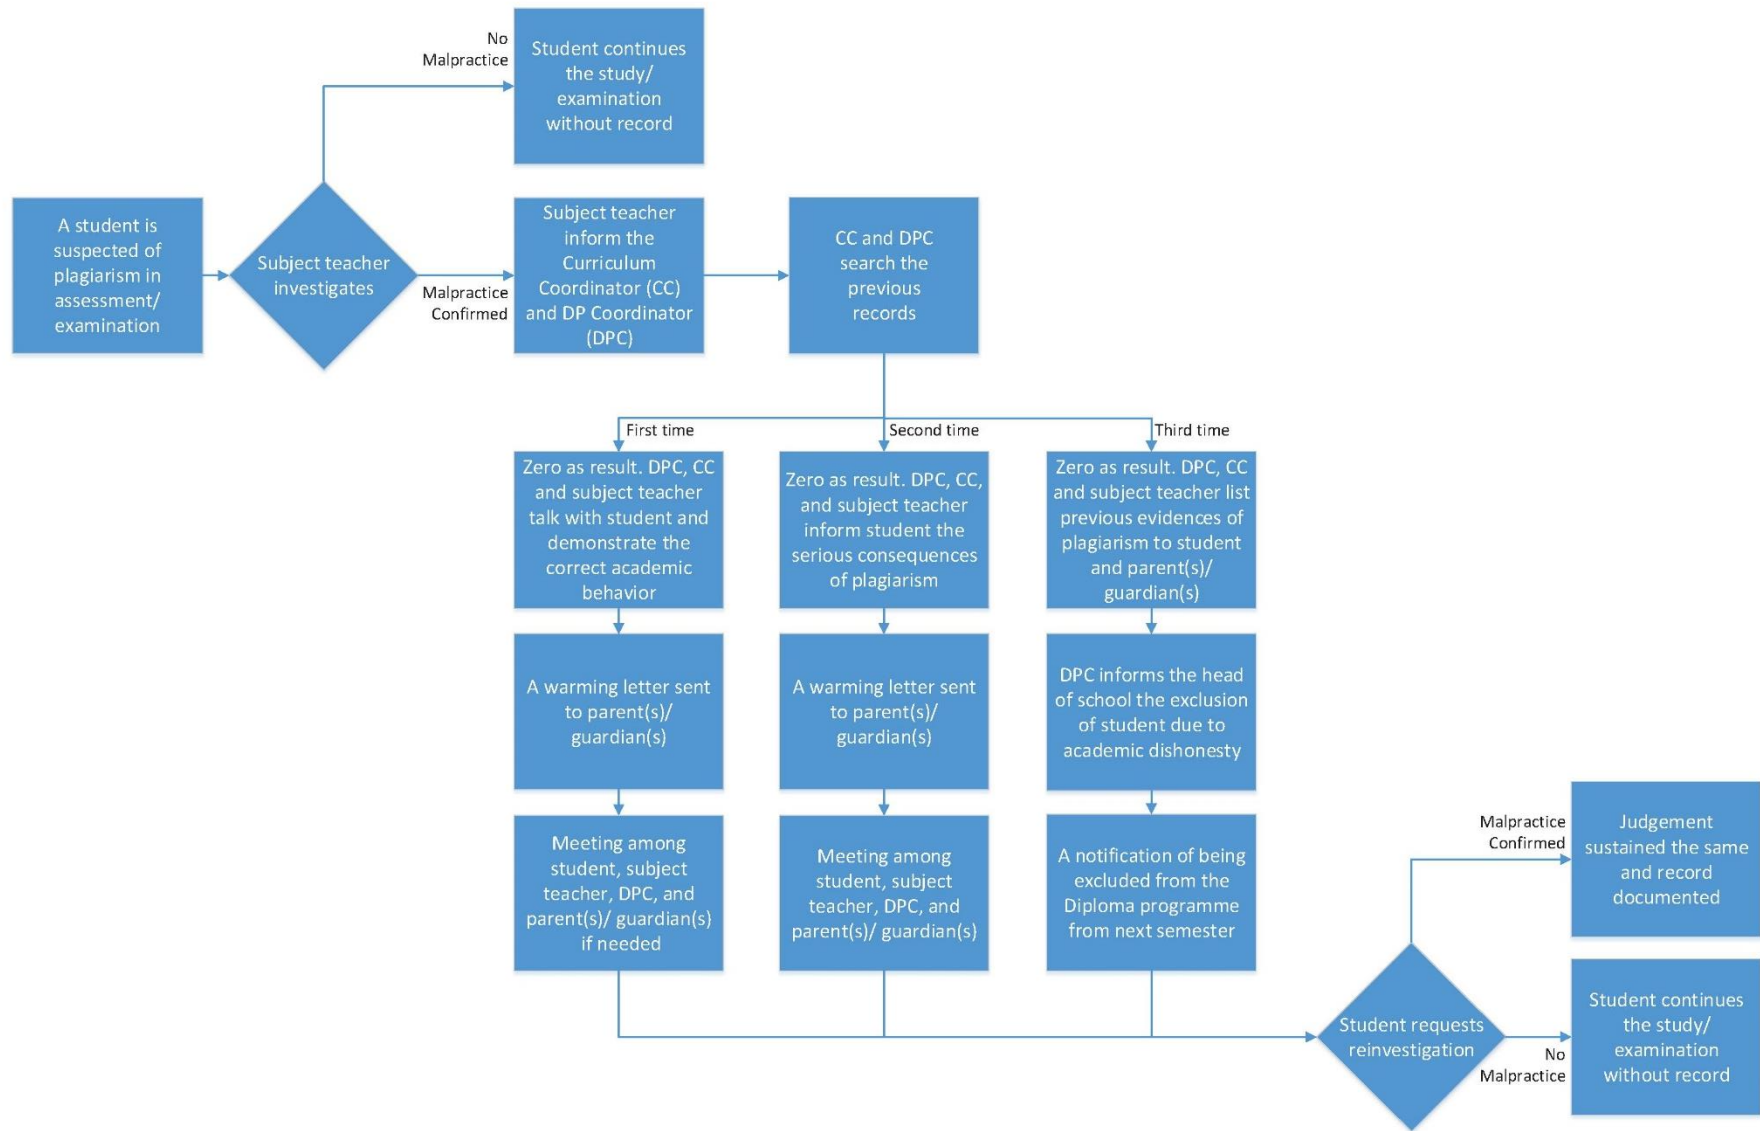 No
Malpractice
Student continues
the study/
examination
without record
A student is
suspected of
plagiarism in
assessment/
examination
Subject teacher
investigates
Malpractice
Confirmed
Subject teacher
inform the
Curriculum
Coordinator (CC)
and DP Coordinator
(DPC)
CC and DPC
search the
previous
records
First time
Second time
Third time
Zero as result. DPC, CC
and subject teacher
talk with student and
demonstrate the
correct academic
behavior
Zero as result. DPC, CC,
and subject teacher
inform student the
serious consequences
of plagiarism
Zero as result. DPC, CC
and subject teacher list
previous evidences of
plagiarism to student
and parent(s)/
guardian(s)
A warming letter sent
to parent(s)/
guardian(s)
A warming letter sent
to parent(s)/
guardian(s)
DPC informs the head
of school the exclusion
of student due to
academic dishonesty
Meeting among
student, subject
teacher, DPC, and
parent(s)/ guardian(s)
if needed
Meeting among
student, subject
teacher, DPC, and
parent(s)/ guardian(s)
A notification of being
excluded from the
Diploma programme
from next semester
Student requests
reinvestigation
Malpractice
Confirmed
Judgement
sustained the same
and record
documented
No
Malpractice
Student continues
the study/
examination
without record